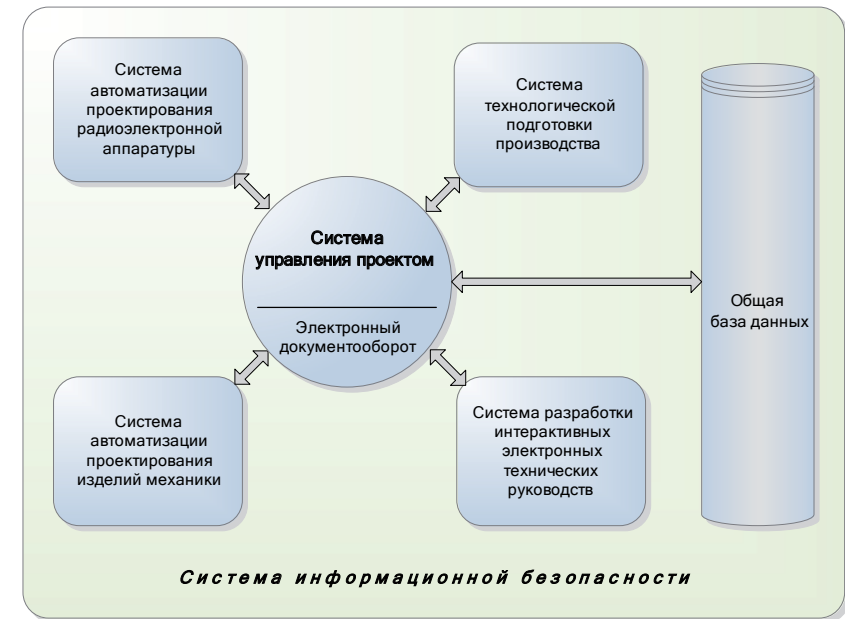 Система
автоматизации
проектирования
радиоэлектронной
аппаратуры
Система
технологической
подготовки
производства
Система
управления проектом
Электронный
документооборот
Общая
база данных
Система
автоматизации
проектирования
изделий механики
Система разработки
интерактивных
электронных
технических
руководств
Система информационной безопасности